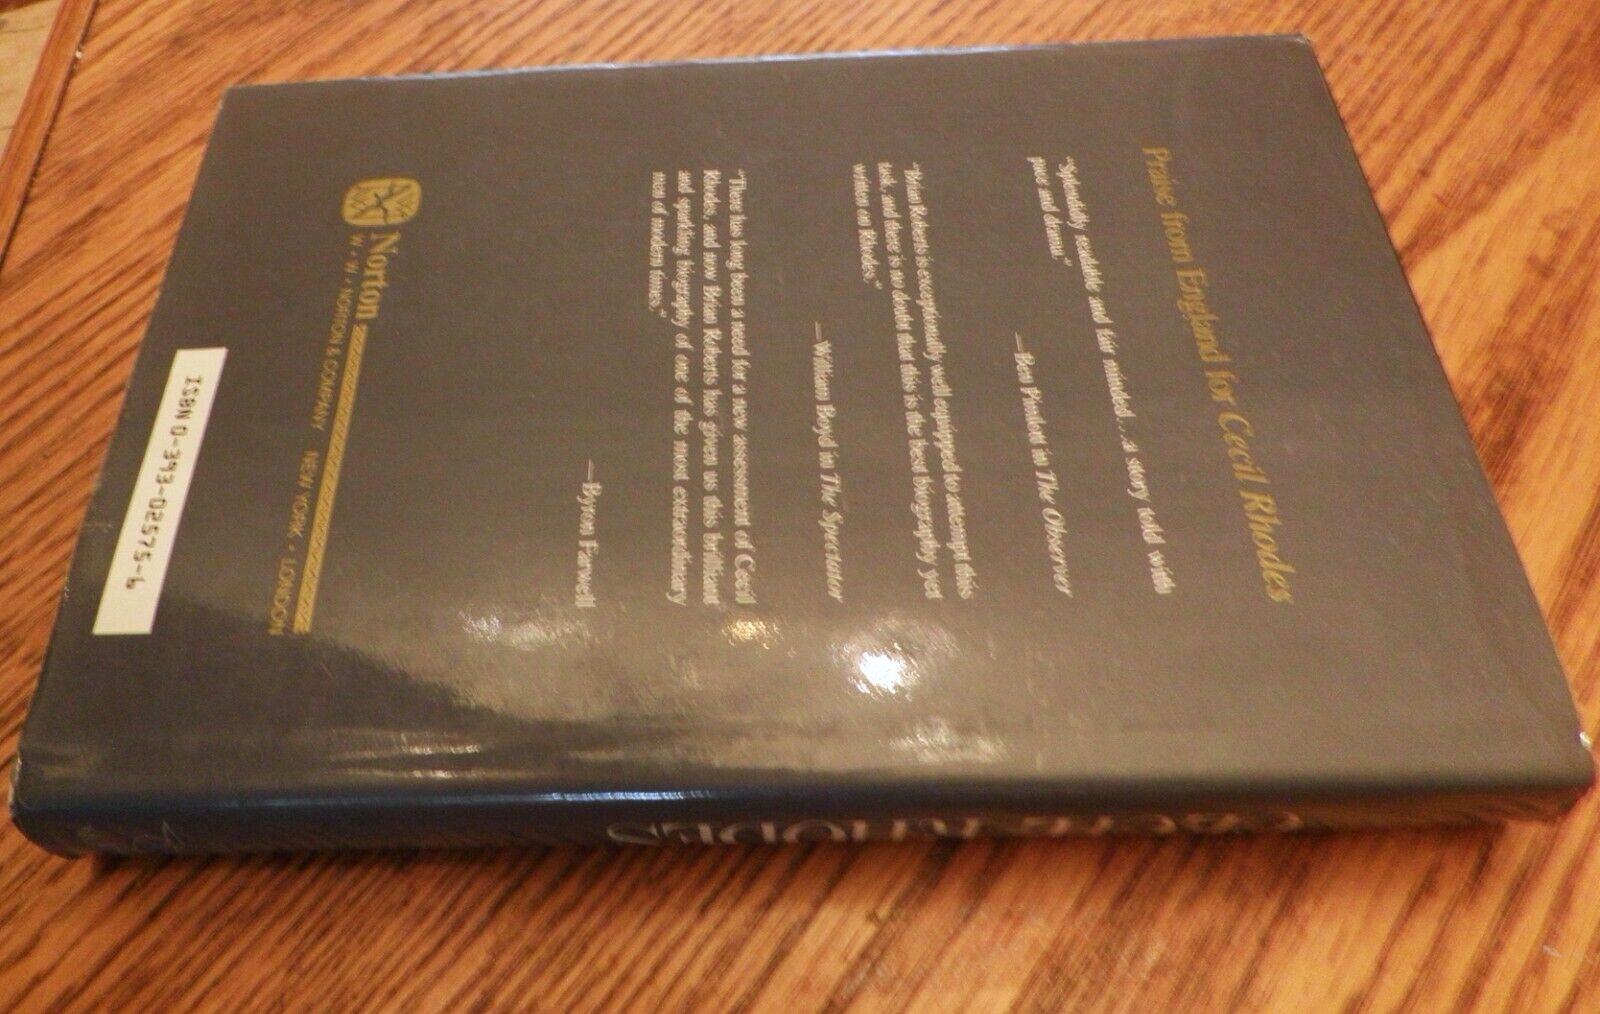 Praise from England for Cecil Rhodes
"Splendidly readable and fair minded . . . a story told with
pace and drama."
—Ben Pimlott in The Observer
"Brian Roberts is exceptionally well equipped to attempt this
task, and there is no doubt that this is the best biography yet
written on Rhodes."
—William Boyd in The Spectator
"There has long been a need for a new assessment of Cecil
Rhodes, and now Brian Roberts has given us this brilliant
and sparkling biography of one of the most extraordinary
men of modern times."
—Byron Farwell
Norton
W • W • NORTON & COMPANY NEW YORK • LONDON
ISBN 0-393-02575-6
CECIL RHODES